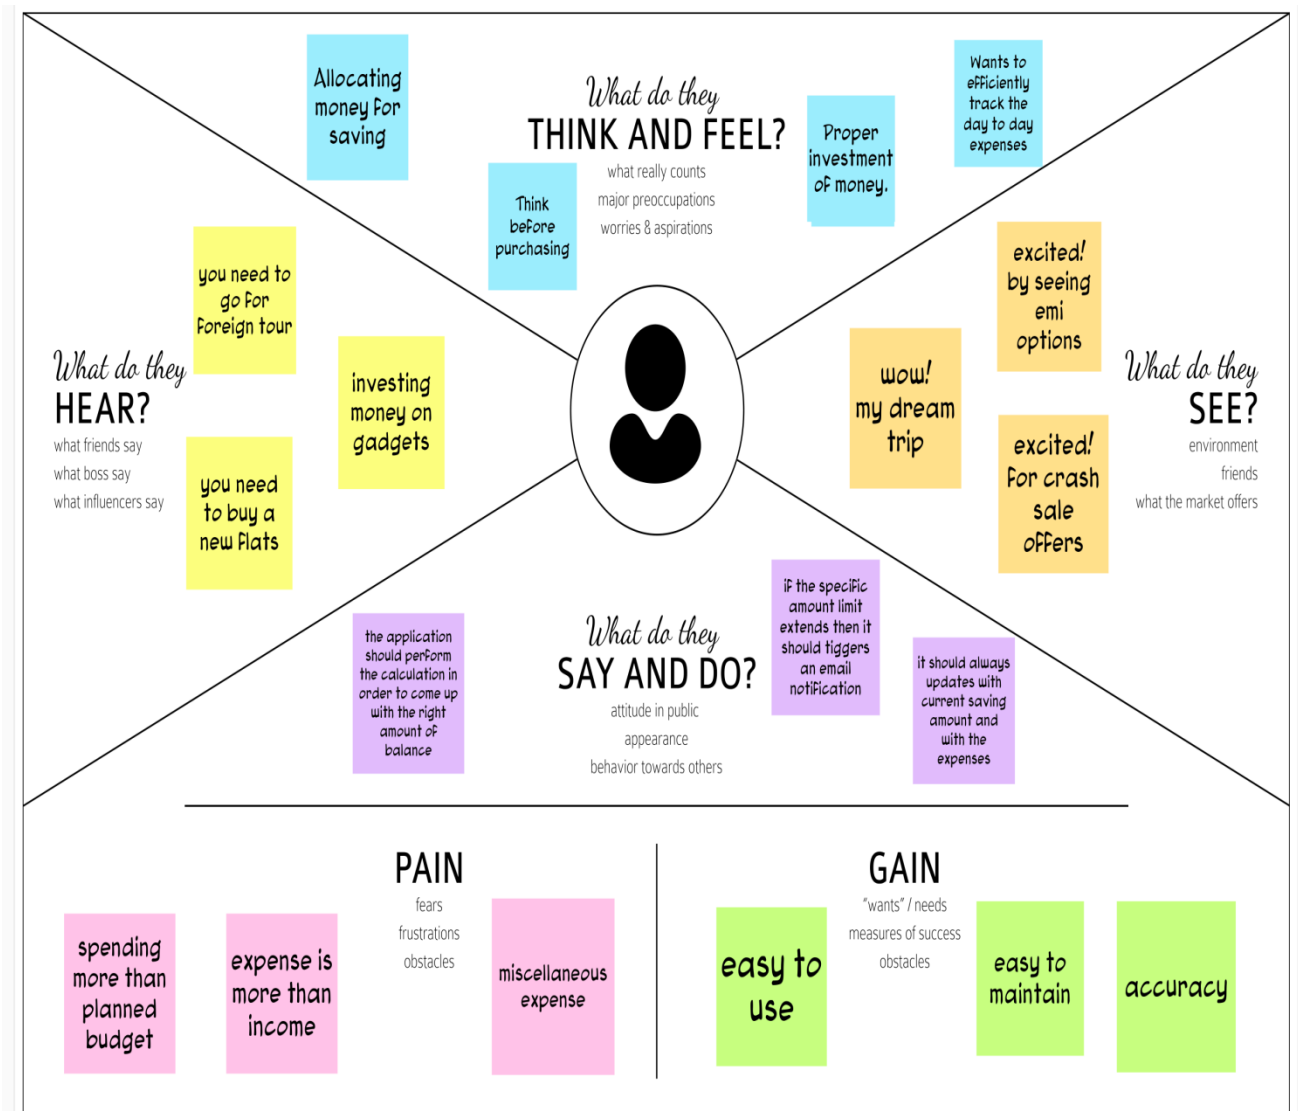 Allocating
money for
saving
What do they
THINK AND FEEL?
what really counts
major preoccupations
worries & aspirations
Think
before
purchasing
Proper
investment
of money.
Wants to
efficiently
track the
day to day
expenses
What do they
HEAR?
what friends say
what boss say
what influencers say
you need to
go for
foreign tour
investing
money on
gadgets
you need
to buy a
new flats
excited!
by seeing
emi
options
wow!
my dream
trip
excited!
for crash
sale
offers
What do they
SEE?
environment
friends
what the market offers
the application
should perform
the calculation in
order to come up
with the right
amount of
balance
What do they
SAY AND DO?
attitude in public
appearance
behavior towards others
if the specific
amount limit
extends then it
should tiggers
an email
notification
it should always
updates with
current saving
amount and
with the
expenses
PAIN
fears
frustrations
obstacles
spending
more than
planned
budget
expense is
more than
income
miscellaneous
expense
GAIN
"wants" / needs
measures of success
obstacles
easy to
use
easy to
maintain
accuracy